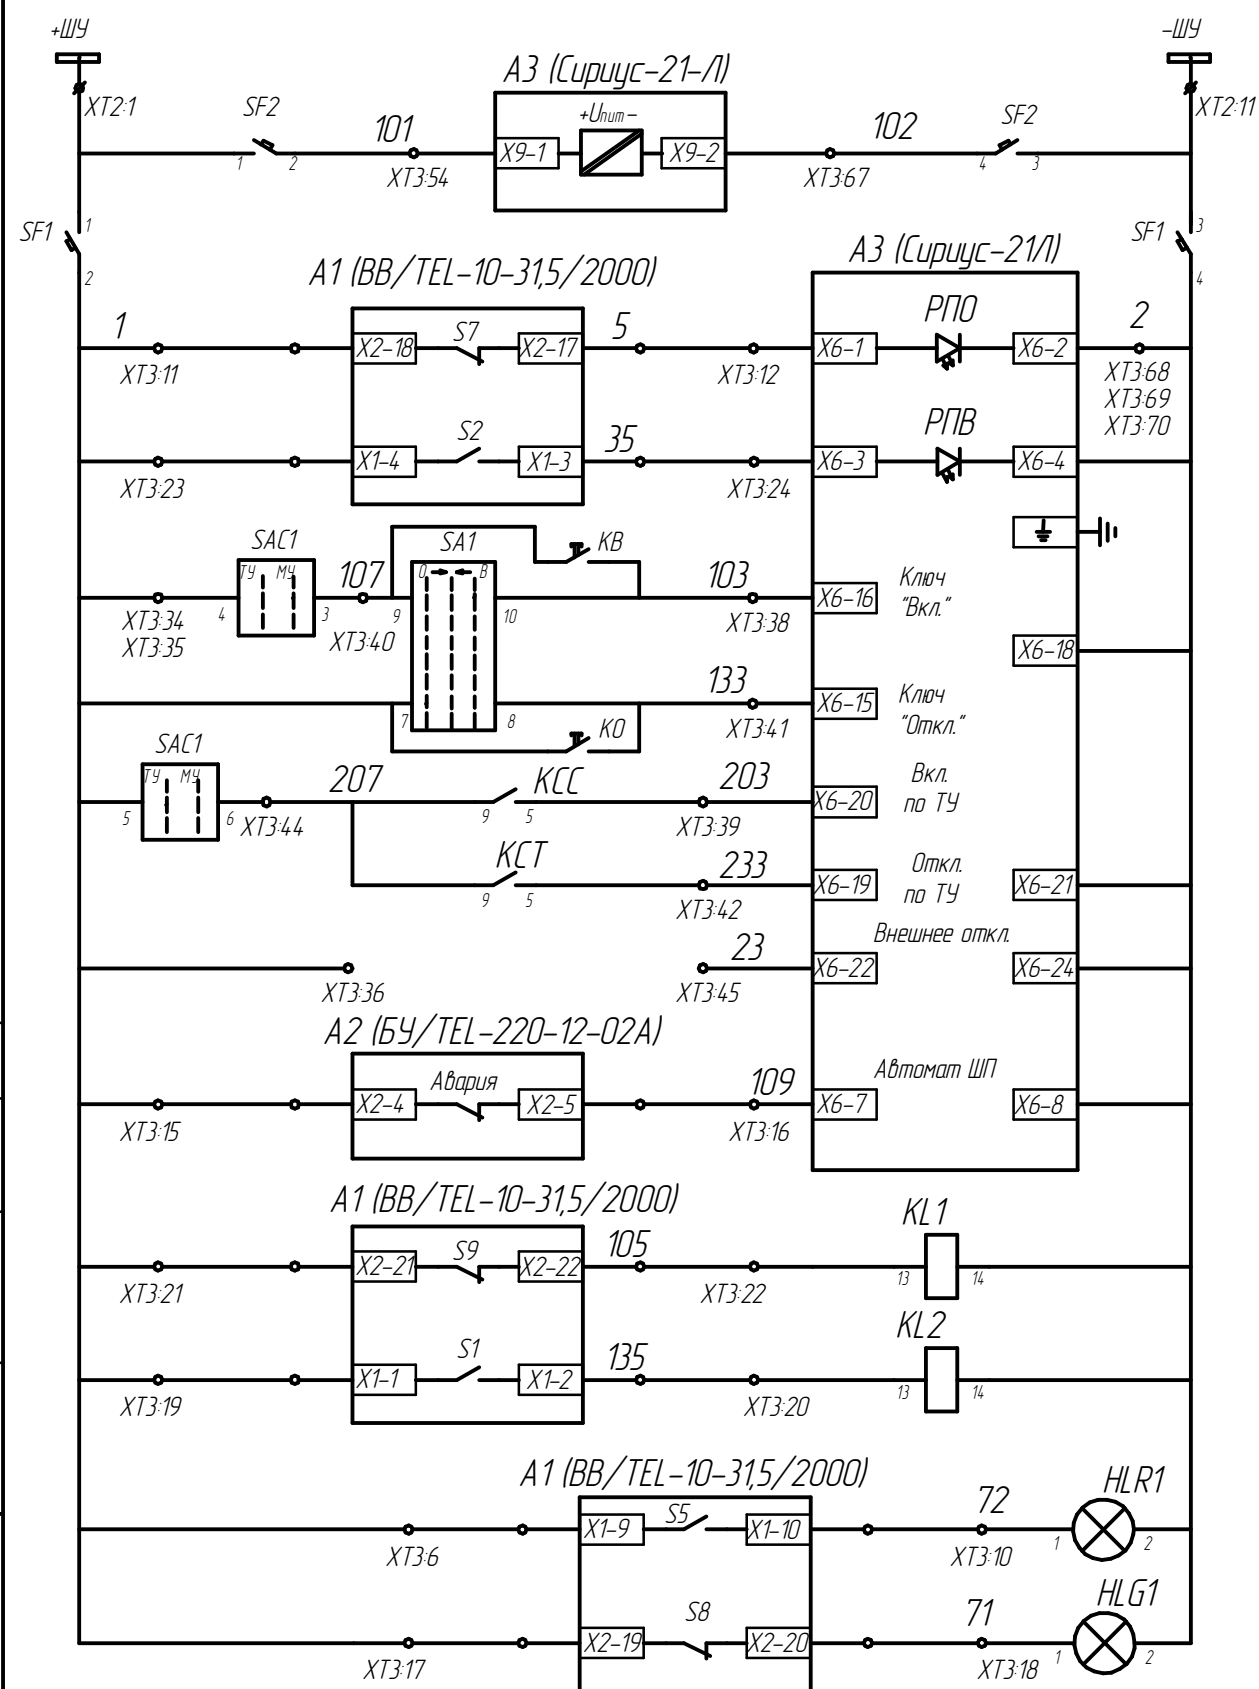 +ШУ
-ШУ
XT2:1
XT2:11
A3 (Сириус-21-Л)
+Uпит-
SF2
1
2
101
XT3:54
X9-1
X9-2
102
XT3:67
SF2
4
3
SF1
1
2
SF1
3
4
A1 (ВВ/TEL-10-31,5/2000)
A3 (Сириус-21Л)
1
XT3:11
X2-18
S7
X2-17
5
XT3:12
X6-1
РПО
X6-2
2
XT3:68
XT3:69
XT3:70
XT3:23
X1-4
S2
X1-3
35
XT3:24
X6-3
РПВ
X6-4
SAC1
ТУ МУ
XT3:34
XT3:35
4
3
107
XT3:40
SA1
О
В
9
10
КВ
103
XT3:38
X6-16
Ключ
"Вкл."
X6-18
7
8
КО
133
XT3:41
X6-15
Ключ
"Откл."
SAC1
ТУ МУ
5
6
XT3:44
207
КСС
9
5
203
XT3:39
X6-20
Вкл.
по ТУ
КСТ
9
5
233
XT3:42
X6-19
Откл.
по ТУ
X6-21
XT3:36
23
XT3:45
Внешнее откл.
X6-22
X6-24
A2 (БУ/TEL-220-12-02A)
XT3:15
X2-4
Авария
X2-5
109
XT3:16
X6-7
Автомат ШП
X6-8
A1 (ВВ/TEL-10-31,5/2000)
XT3:21
X2-21
S9
X2-22
105
XT3:22
KL1
13
14
XT3:19
X1-1
S1
X1-2
135
XT3:20
KL2
13
14
A1 (ВВ/TEL-10-31,5/2000)
XT3:6
X1-9
S5
X1-10
72
XT3:10
HLR1
1
2
XT3:17
X2-19
S8
X2-20
71
XT3:18
HLG1
1
2